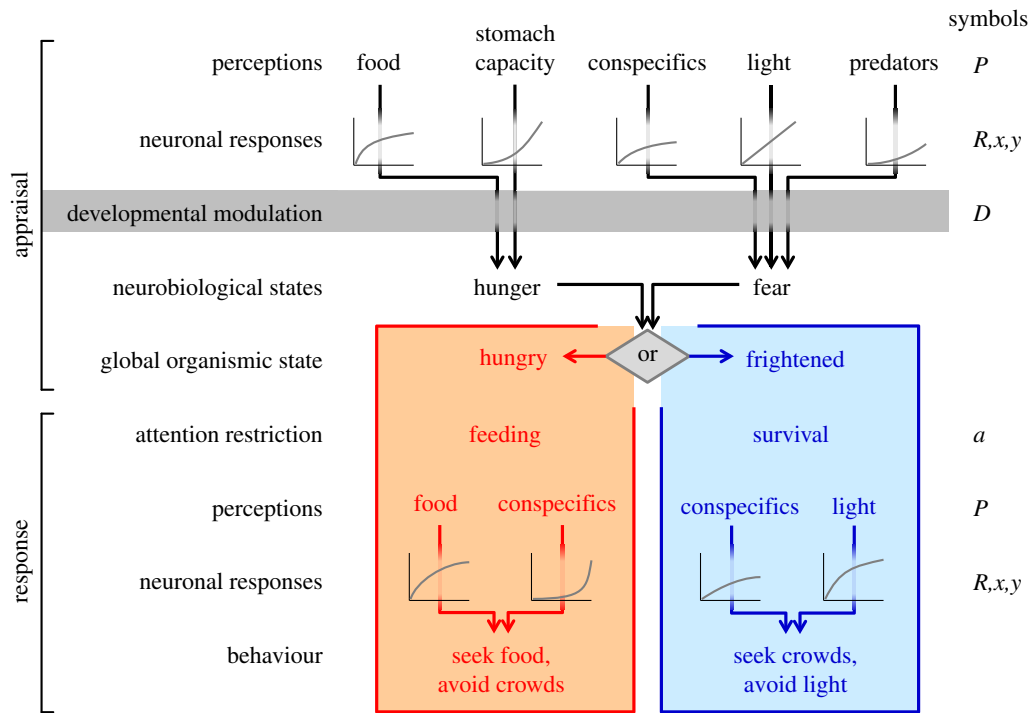 symbols
perceptions
food
stomach
capacity
conspecifics
light
predators
P
neuronal responses
R,x,y
appraisal
developmental modulation
D
neurobiological states
hunger
fear
global organismic state
hungry
or
frightened
response
attention restriction
feeding
survival
a
perceptions
food
conspecifics
conspecifics
light
P
neuronal responses
R,x,y
behaviour
seek food,
avoid crowds
seek crowds,
avoid light